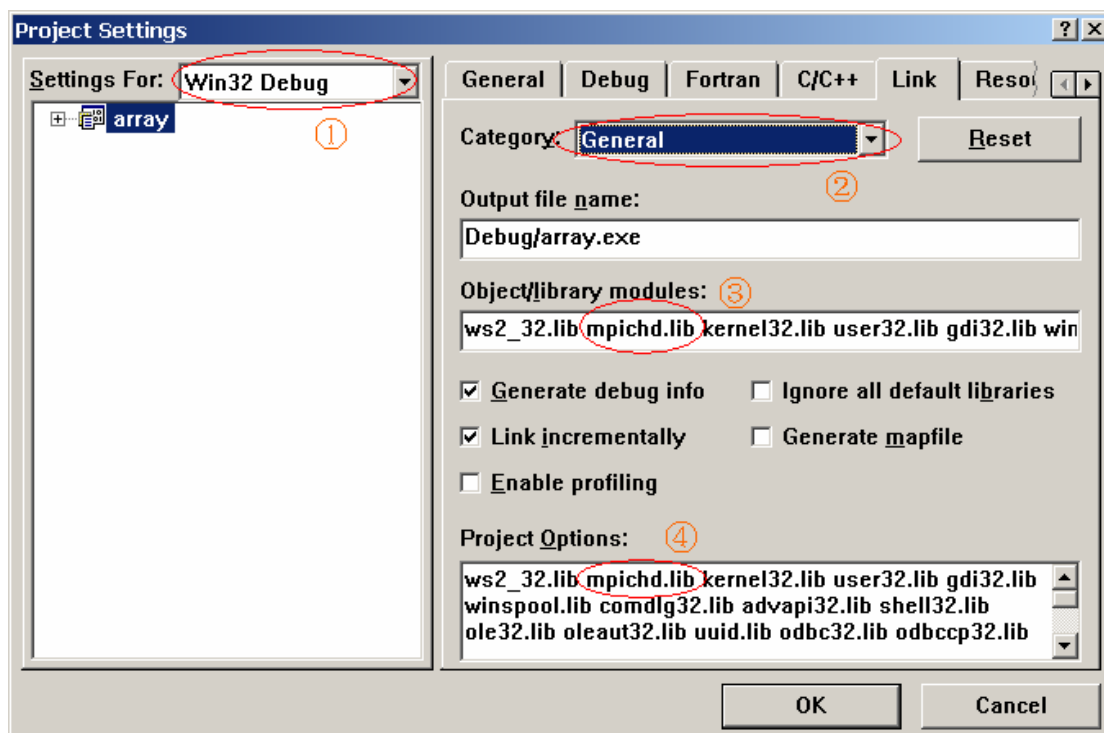 Project Settings
Settings For: Win32 Debug
①
array
General Debug Fortran C/C++ Link
Category: General Reset
②
Output file name:
Debug/array.exe
Object/library modules: ③
ws2_32.lib mpichd.lib kernel32.lib user32.lib gdi32.lib win
Generate debug info Ignore all default libraries
Link incrementally Generate mapfile
Enable profiling
Project Options: ④
ws2_32.lib mpichd.lib kernel32.lib user32.lib gdi32.lib
winspool.lib comdlg32.lib advapi32.lib shell32.lib
ole32.lib oleaut32.lib uuid.lib odbc32.lib odbccp32.lib
OK Cancel